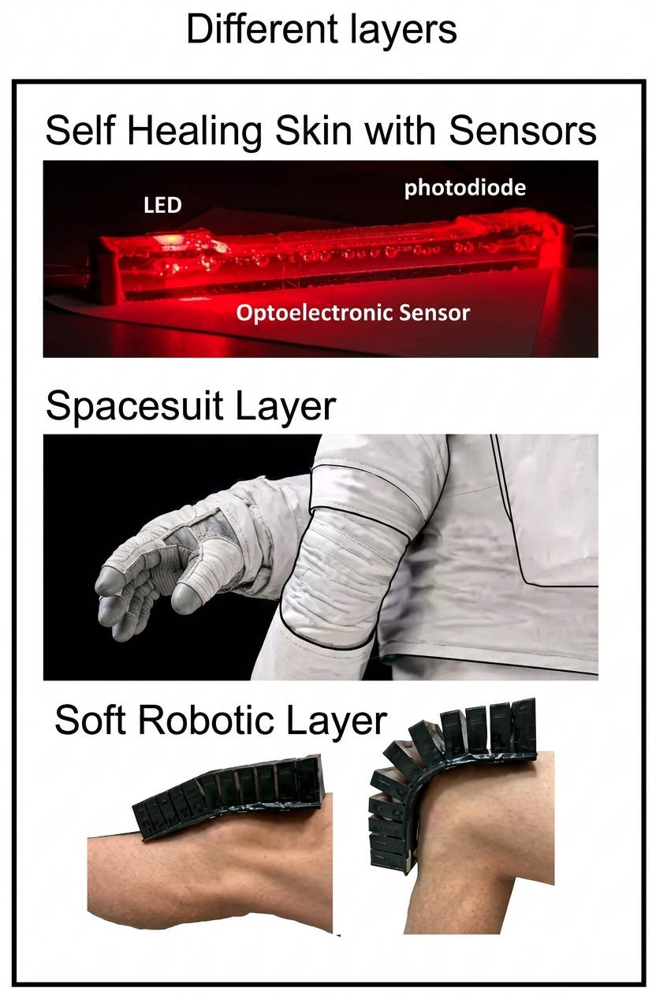 Different layers
Self Healing Skin with Sensors
LED
photodiode
Optoelectronic Sensor
Spacesuit Layer
Soft Robotic Layer